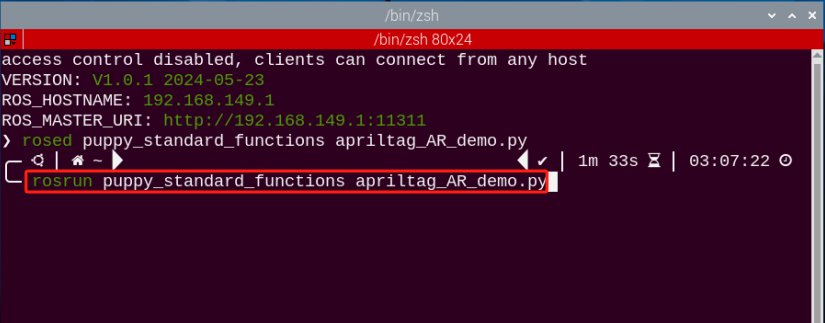 /bin/zsh
/bin/zsh 80x24
access control disabled, clients can connect from any host
VERSION: V1.0.1 2024-05-23
ROS_HOSTNAME: 192.168.149.1
ROS_MASTER_URI: http://192.168.149.1:11311
❯ rosed puppy_standard_functions apriltag_AR_demo.py
~ ✔ 1m 33s 03:07:22
rosrun puppy_standard_functions apriltag_AR_demo.py